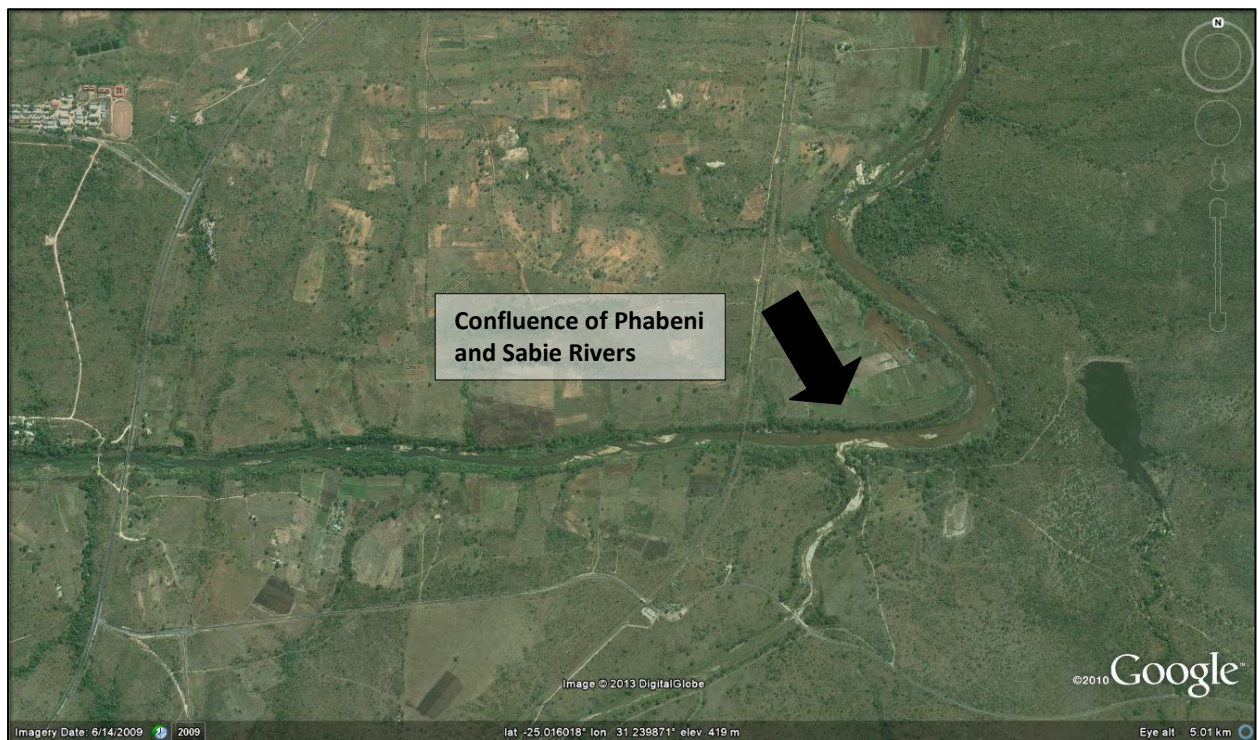 N
Confluence of Phabeni
and Sabie Rivers
Image © 2013 DigitalGlobe
©2010 Google™
Imagery Date: 6/14/2009 2009 lat -25.016018° lon 31.239871° elev 419 m Eye alt 5.01 km